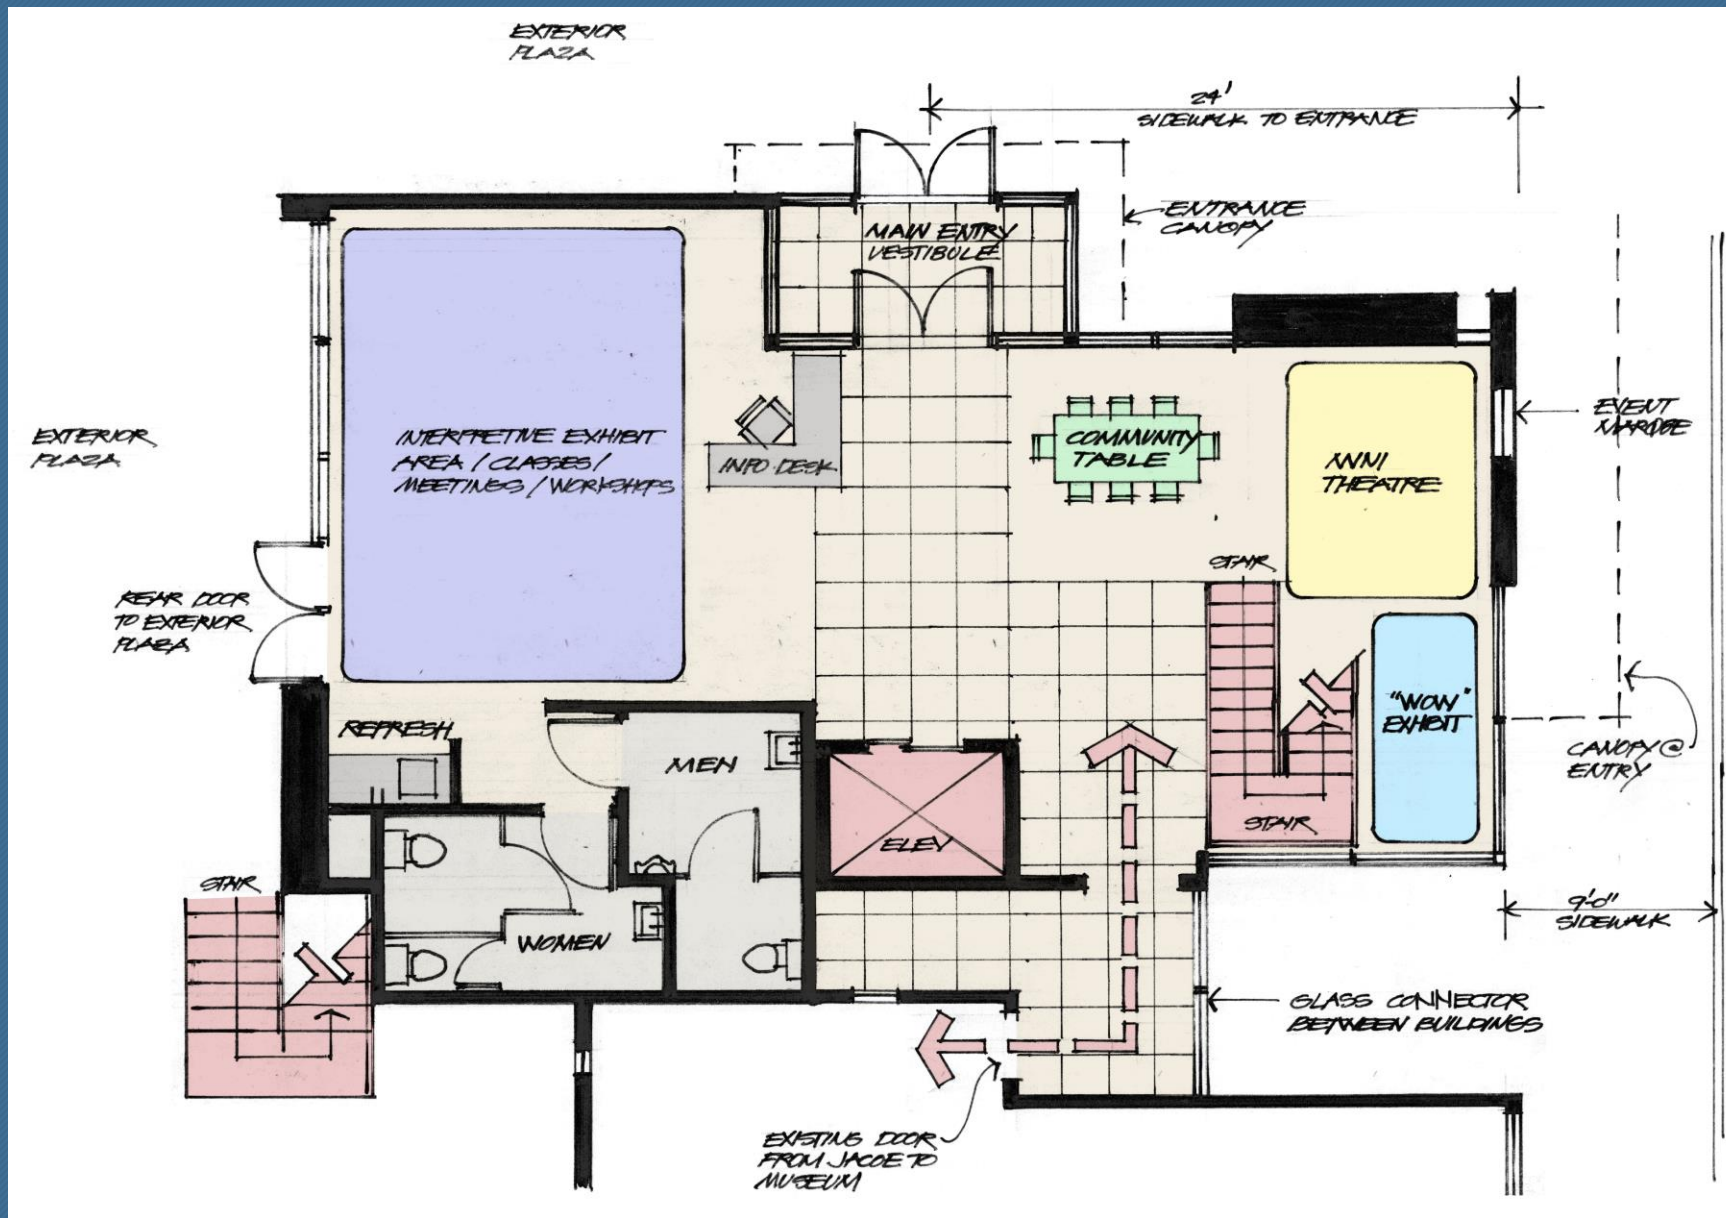 EXTERIOR
PLAZA
24'
SIDEWALK TO ENTRANCE
MAIN ENTRY
VESTIBULE
ENTRANCE
CANOPY
EXTERIOR
PLAZA
INTERPRETIVE EXHIBIT
AREA / CLASSES /
MEETINGS / WORKSHOPS
INFO DESK
COMMUNITY
TABLE
MINI
THEATRE
EVENT
STAIR
REAR DOOR
TO EXTERIOR
PLAZA
"WOW"
EXHIBIT
REFRESH
MEN
CANOPY @
ENTRY
STAIR
ELEV
STAIR
WOMEN
9'-0"
SIDEWALK
GLASS CONNECTOR
BETWEEN BUILDINGS
EXISTING DOOR
FROM JACOE TO
MUSEUM